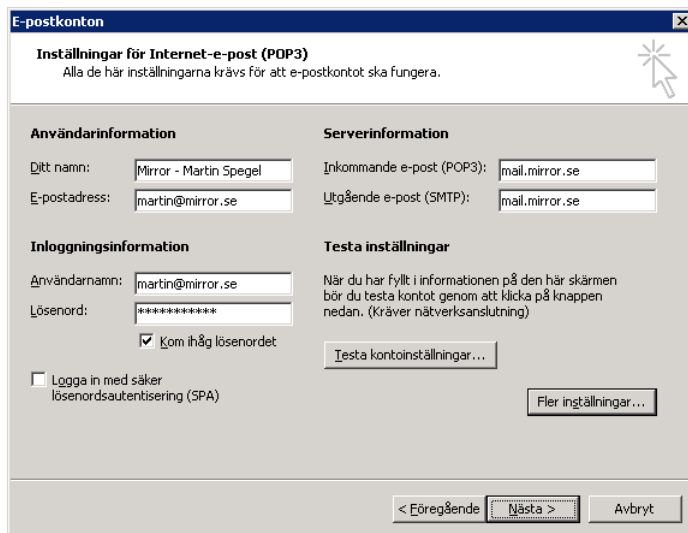 E-postkonton
Inställningar för Internet-e-post (POP3)
Alla de här inställningarna krävs för att e-postkontot ska fungera.
Användarinformation
Ditt namn: Mirror - Martin Spegel
E-postadress: martin@mirror.se
Serverinformation
Inkommande e-post (POP3): mail.mirror.se
Utgående e-post (SMTP): mail.mirror.se
Inloggningsinformation
Användarnamn: martin@mirror.se
Lösenord: ***********
Kom ihåg lösenordet
Logga in med säker
lösenordsautentisering (SPA)
Testa inställningar
När du har fyllt i informationen på den här skärmen
bör du testa kontot genom att klicka på knappen
nedan. (Kräver nätverksanslutning)
Testa kontoinställningar...
Fler inställningar...
< Föregående
Nästa >
Avbryt